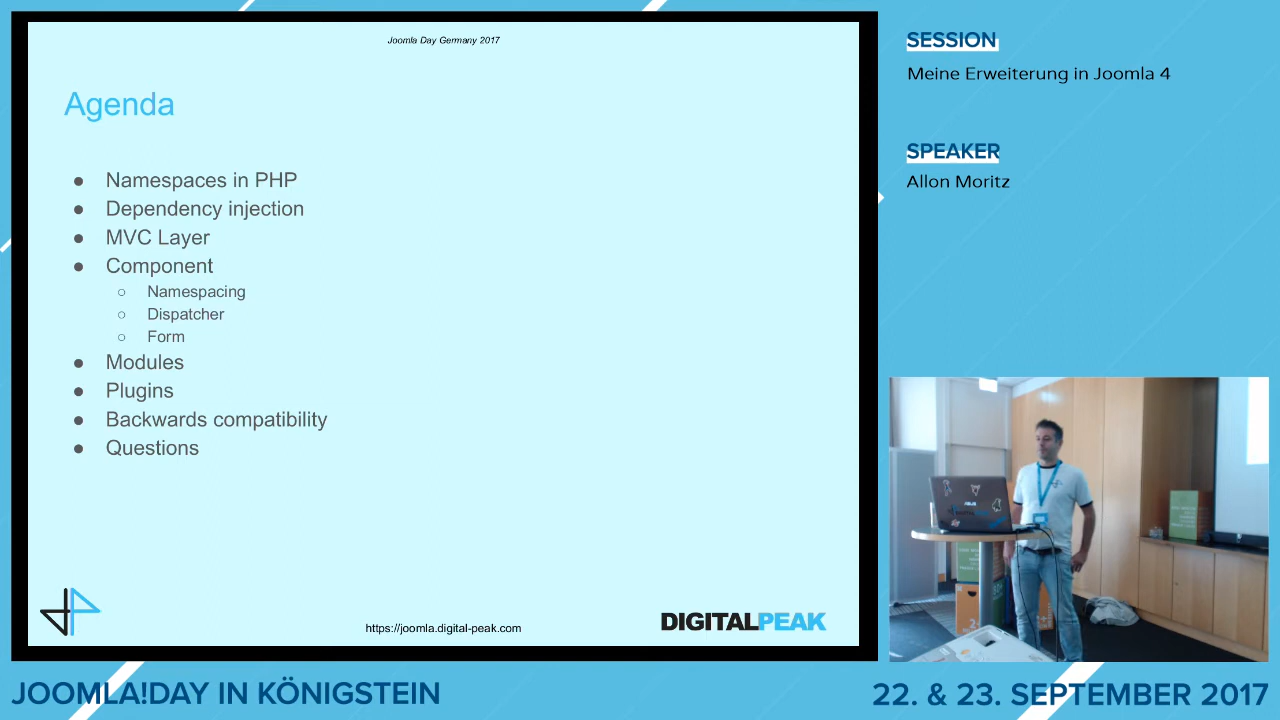 Joomla Day Germany 2017
Agenda
Namespaces in PHP
Dependency injection
MVC Layer
Component
Namespacing
Dispatcher
Form
Modules
Plugins
Backwards compatibility
Questions
https://joomla.digital-peak.com
DIGITALPEAK
SESSION
Meine Erweiterung in Joomla 4
SPEAKER
Allon Moritz
JOOMLA!DAY IN KÖNIGSTEIN
22. & 23. SEPTEMBER 2017